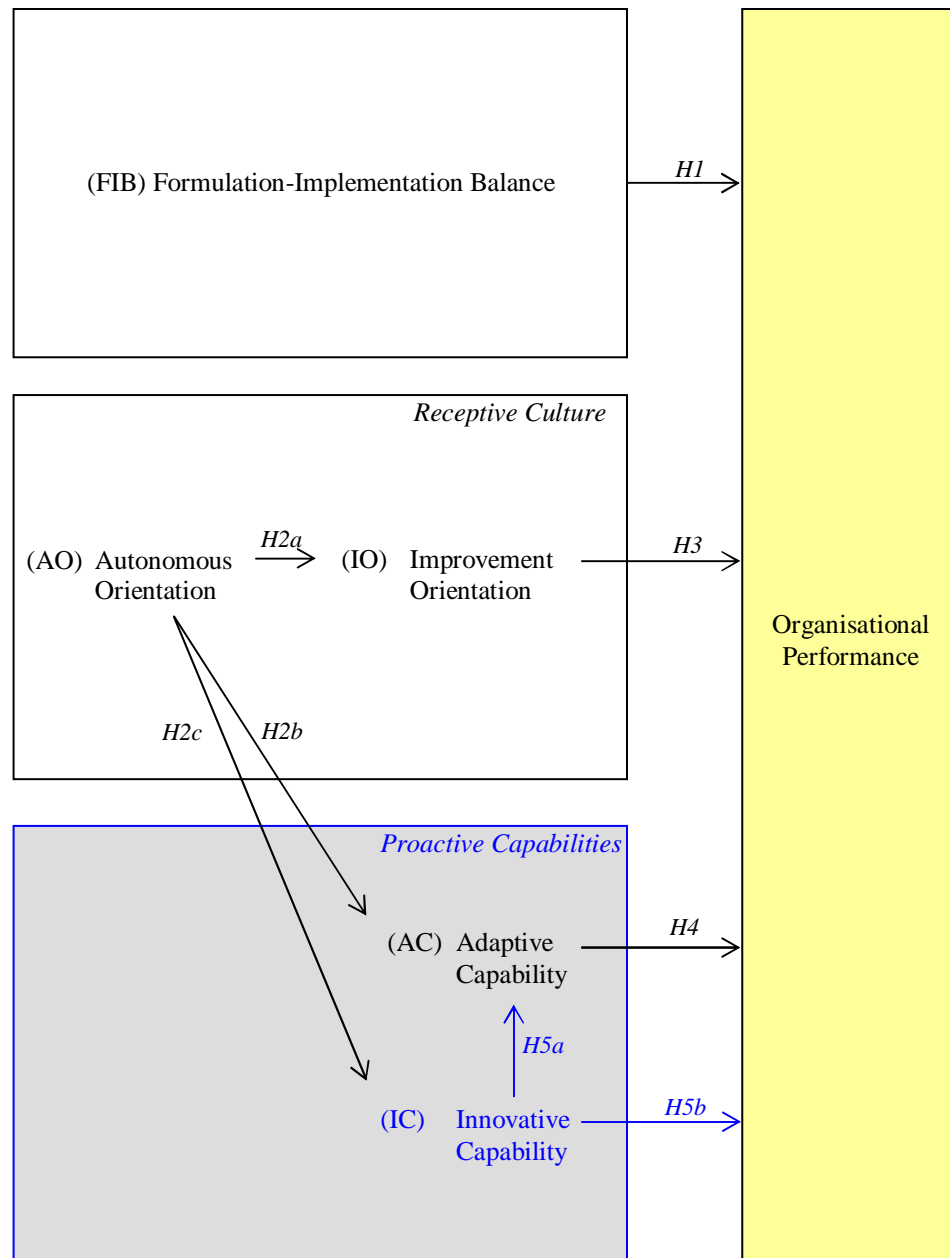 (FIB) Formulation-Implementation Balance
H1
Receptive Culture
(AO) Autonomous
Orientation
H2a
(IO) Improvement
Orientation
H3
Organisational
Performance
H2c
H2b
Proactive Capabilities
(AC) Adaptive
Capability
H4
H5a
(IC) Innovative
Capability
H5b